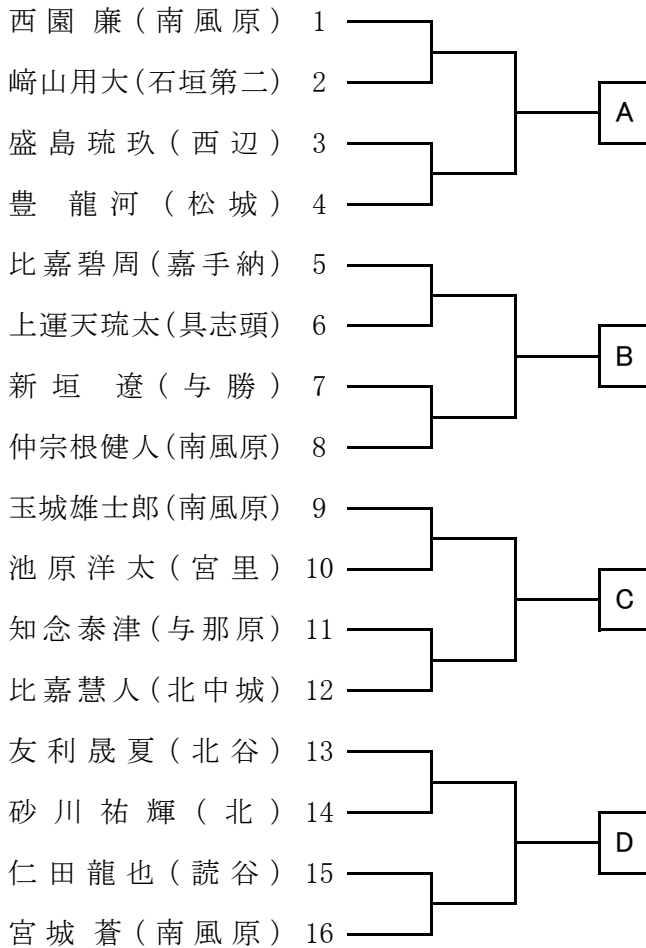 西園 廉(南風原) 1
﨑山用大(石垣第二) 2
A
盛島琉玖(西辺) 3
豊 龍河(松城) 4
比嘉碧周(嘉手納) 5
上運天琉太(具志頭) 6
B
新垣 遼(与勝) 7
仲宗根健人(南風原) 8
玉城雄士郎(南風原) 9
池原洋太(宮里) 10
C
知念泰津(与那原) 11
比嘉慧人(北中城) 12
友利晟夏(北谷) 13
砂川祐輝(北) 14
D
仁田龍也(読谷) 15
宮城 蒼(南風原) 16